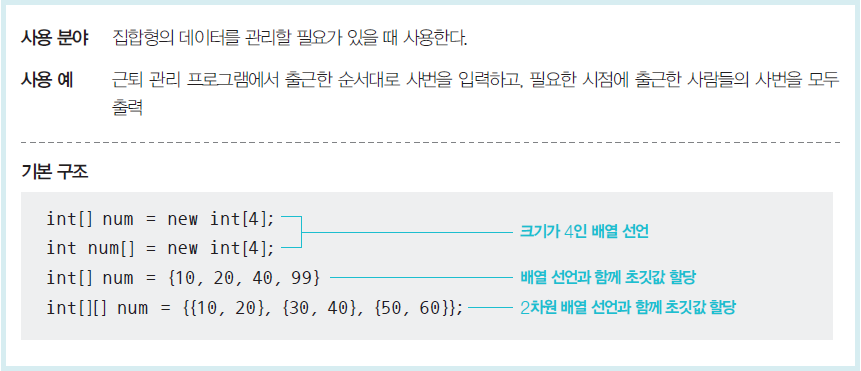 사용 분야 집합형의 데이터를 관리할 필요가 있을 때 사용한다.
사용 예 근퇴 관리 프로그램에서 출근한 순서대로 사번을 입력하고, 필요한 시점에 출근한 사람들의 사번을 모두
출력
기본 구조
int[] num = new int[4];
크기가 4인 배열 선언
int num[] = new int[4];
int[] num = {10, 20, 40, 99} 배열 선언과 함께 초깃값 할당
int[][] num = {{10, 20}, {30, 40}, {50, 60}}; 2차원 배열 선언과 함께 초깃값 할당